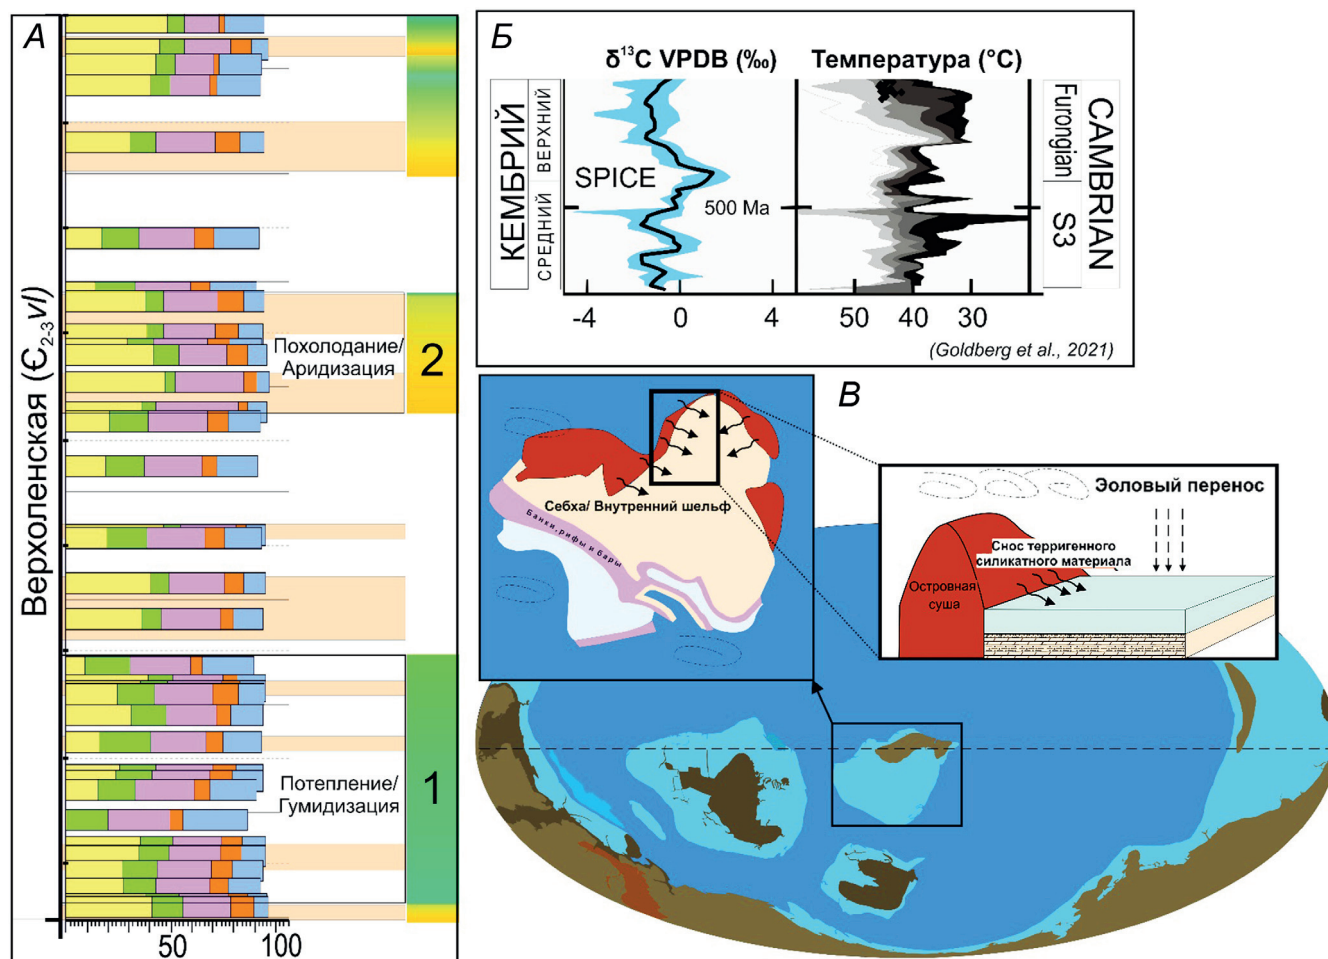 А
Верхоленская (Є2-3 vl)
Похолодание/
Аридизация
2
Потепление/
Гумидизация
1
50
100
Б
δ13C VPDB (‰)
Температура (°C)
КЕМБРИЙ
ВЕРХНИЙ
СРЕДНИЙ
SPICE
500 Ma
Furongian
S3
CAMBRIAN
-4
0
4
50
40
30
(Goldberg et al., 2021)
В
Себха/ Внутренний шельф
Банки, рифы и бары
Эоловый перенос
Снос терригенного
силикатного материала
Островная
суша